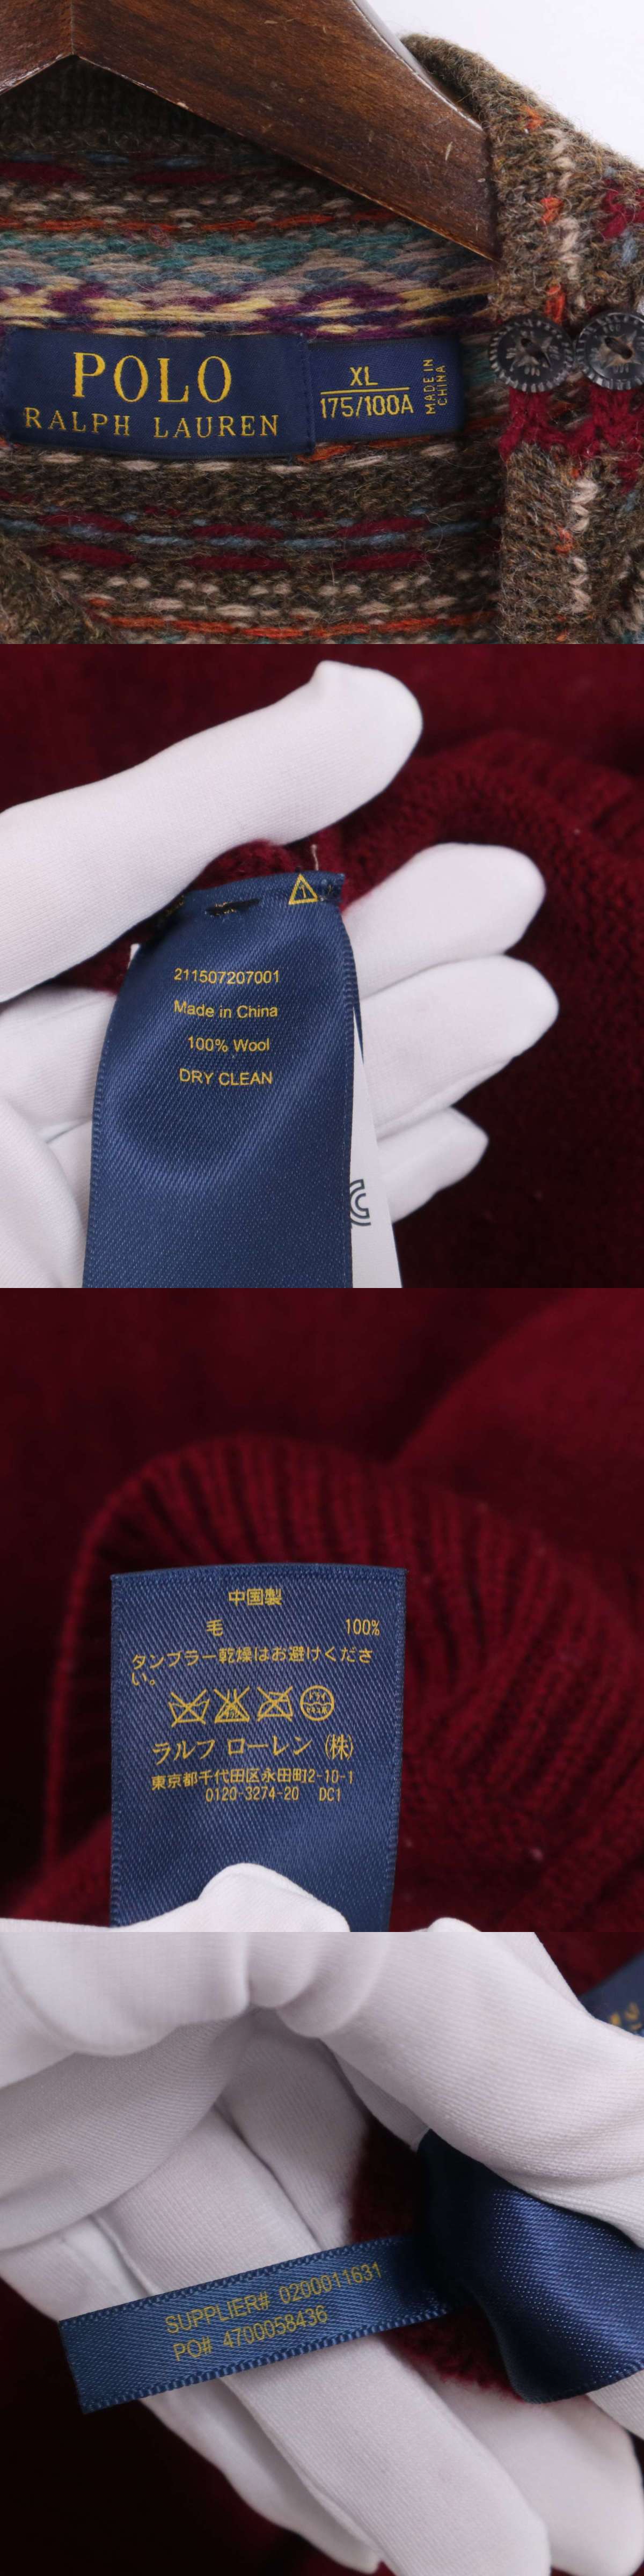 POLO
RALPH LAUREN
XL
175/100A
MADE IN
CHINA
211507207001
Made in China
100% Wool
DRY CLEAN
中国製
毛 100%
タンブラー乾燥はお避けくださ
い。
ドライ
ラルフ ローレン (株)
東京都千代田区永田町2-10-1
0120-3274-20 DC1
SUPPLIER# 0200011631
PO# 4700058436